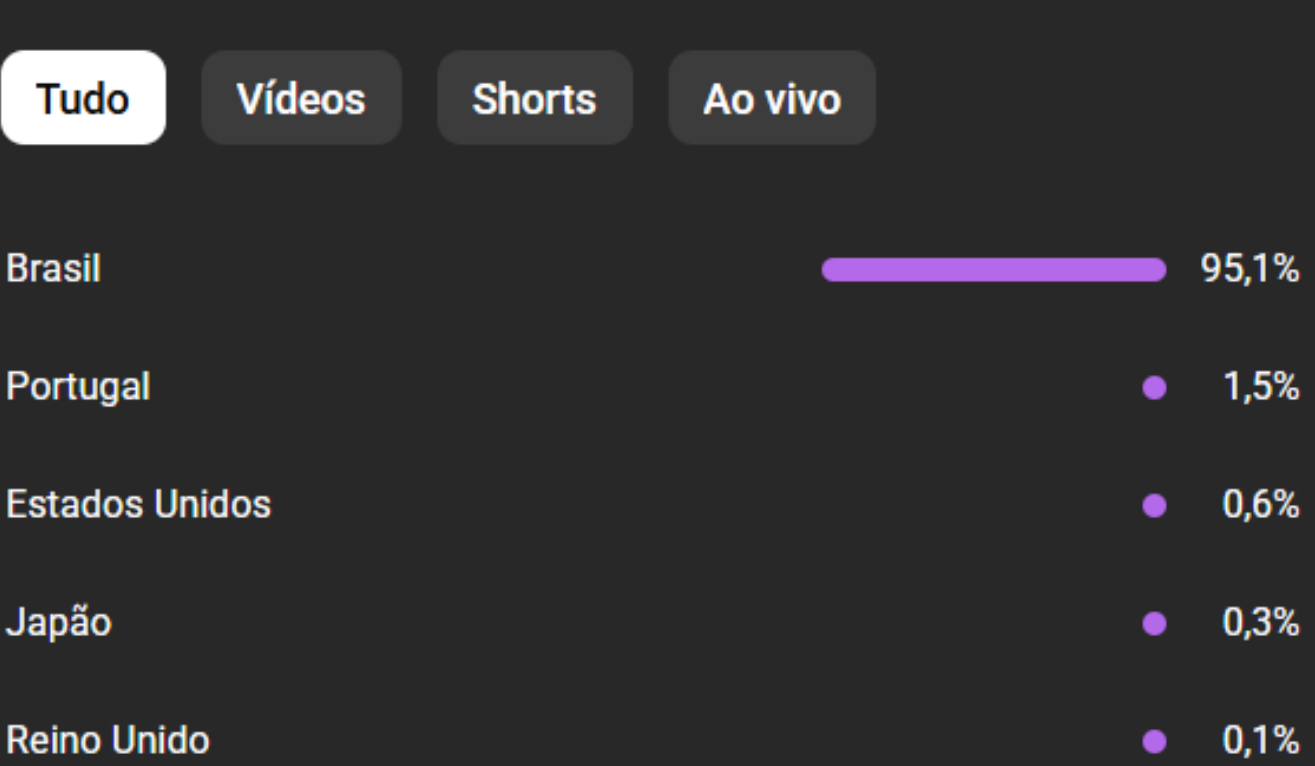 Tudo Vídeos Shorts Ao vivo
Brasil 95,1%
Portugal 1,5%
Estados Unidos 0,6%
Japão 0,3%
Reino Unido 0,1%